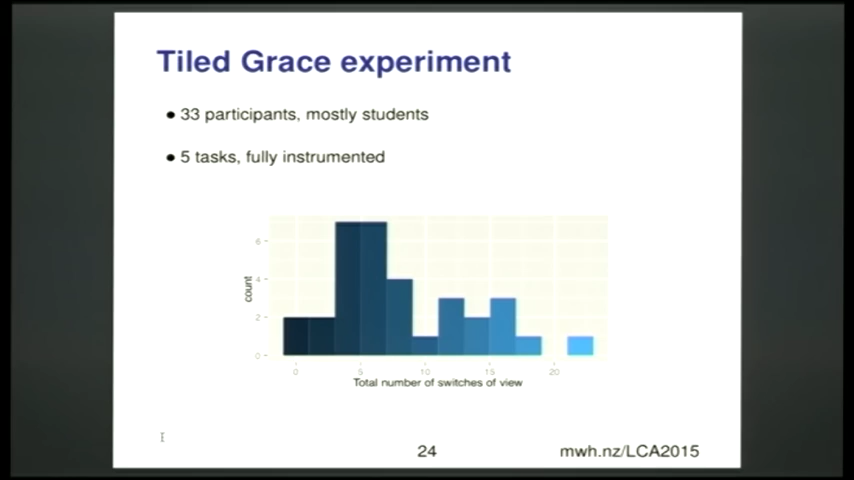 Tiled Grace experiment
• 33 participants, mostly students
• 5 tasks, fully instrumented
6
4
2
0
count
0 5 10 15 20
Total number of switches of view
24
mwh.nz/LCA2015